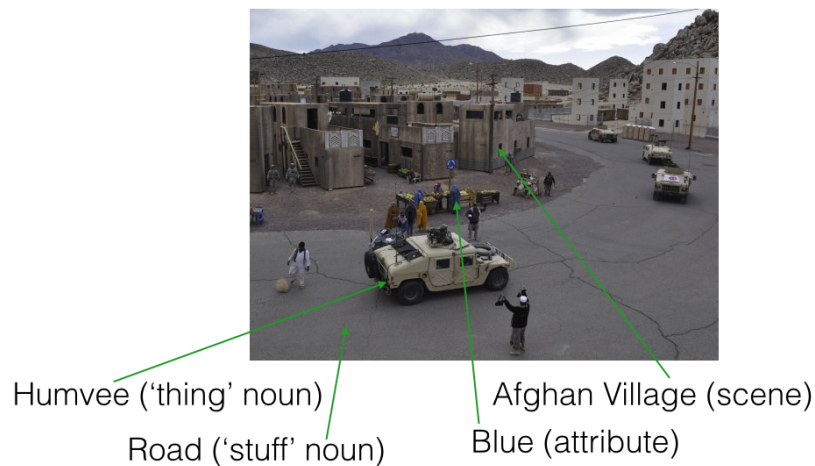 Humvee (‘thing’ noun)
Afghan Village (scene)
Road (‘stuff’ noun)
Blue (attribute)